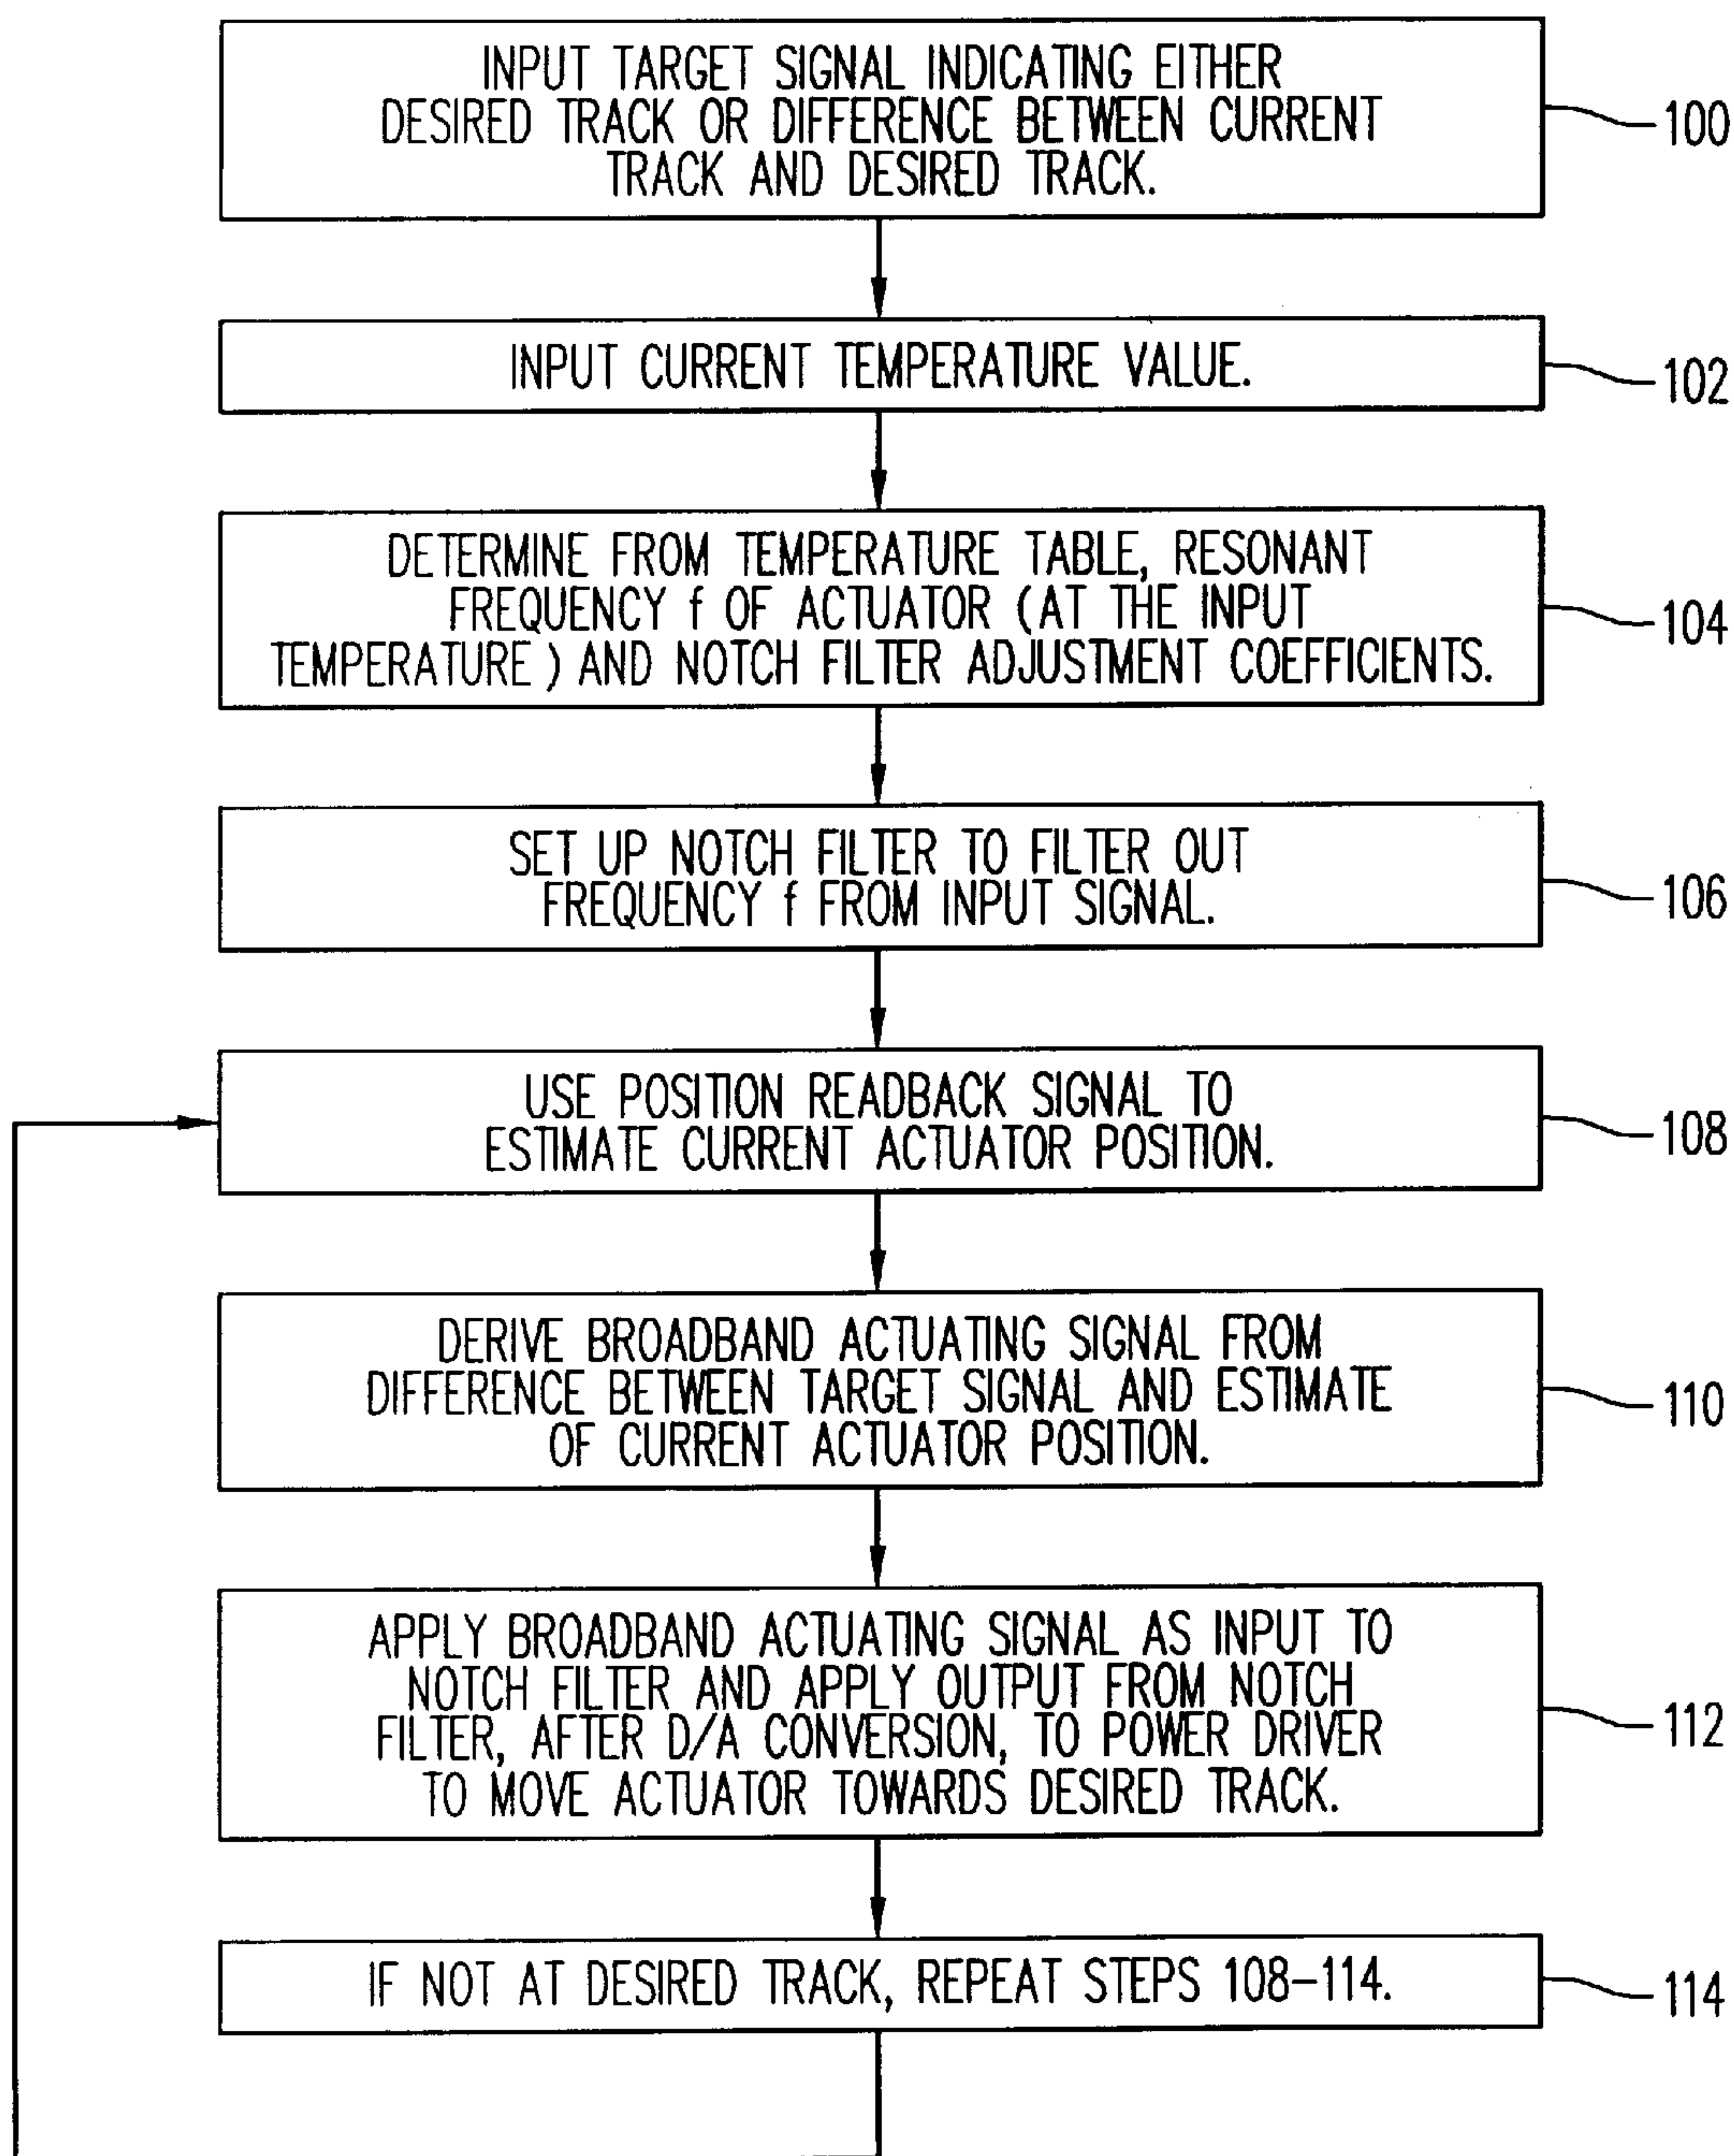 INPUT TARGET SIGNAL INDICATING EITHER
DESIRED TRACK OR DIFFERENCE BETWEEN CURRENT
TRACK AND DESIRED TRACK.
100
INPUT CURRENT TEMPERATURE VALUE.
102
DETERMINE FROM TEMPERATURE TABLE, RESONANT
FREQUENCY f OF ACTUATOR (AT THE INPUT
TEMPERATURE ) AND NOTCH FILTER ADJUSTMENT COEFFICIENTS.
104
SET UP NOTCH FILTER TO FILTER OUT
FREQUENCY f FROM INPUT SIGNAL.
106
USE POSITION READBACK SIGNAL TO
ESTIMATE CURRENT ACTUATOR POSITION.
108
DERIVE BROADBAND ACTUATING SIGNAL FROM
DIFFERENCE BETWEEN TARGET SIGNAL AND ESTIMATE
OF CURRENT ACTUATOR POSITION.
110
APPLY BROADBAND ACTUATING SIGNAL AS INPUT TO
NOTCH FILTER AND APPLY OUTPUT FROM NOTCH
FILTER, AFTER D/A CONVERSION, TO POWER DRIVER
TO MOVE ACTUATOR TOWARDS DESIRED TRACK.
112
IF NOT AT DESIRED TRACK, REPEAT STEPS 108-114.
114